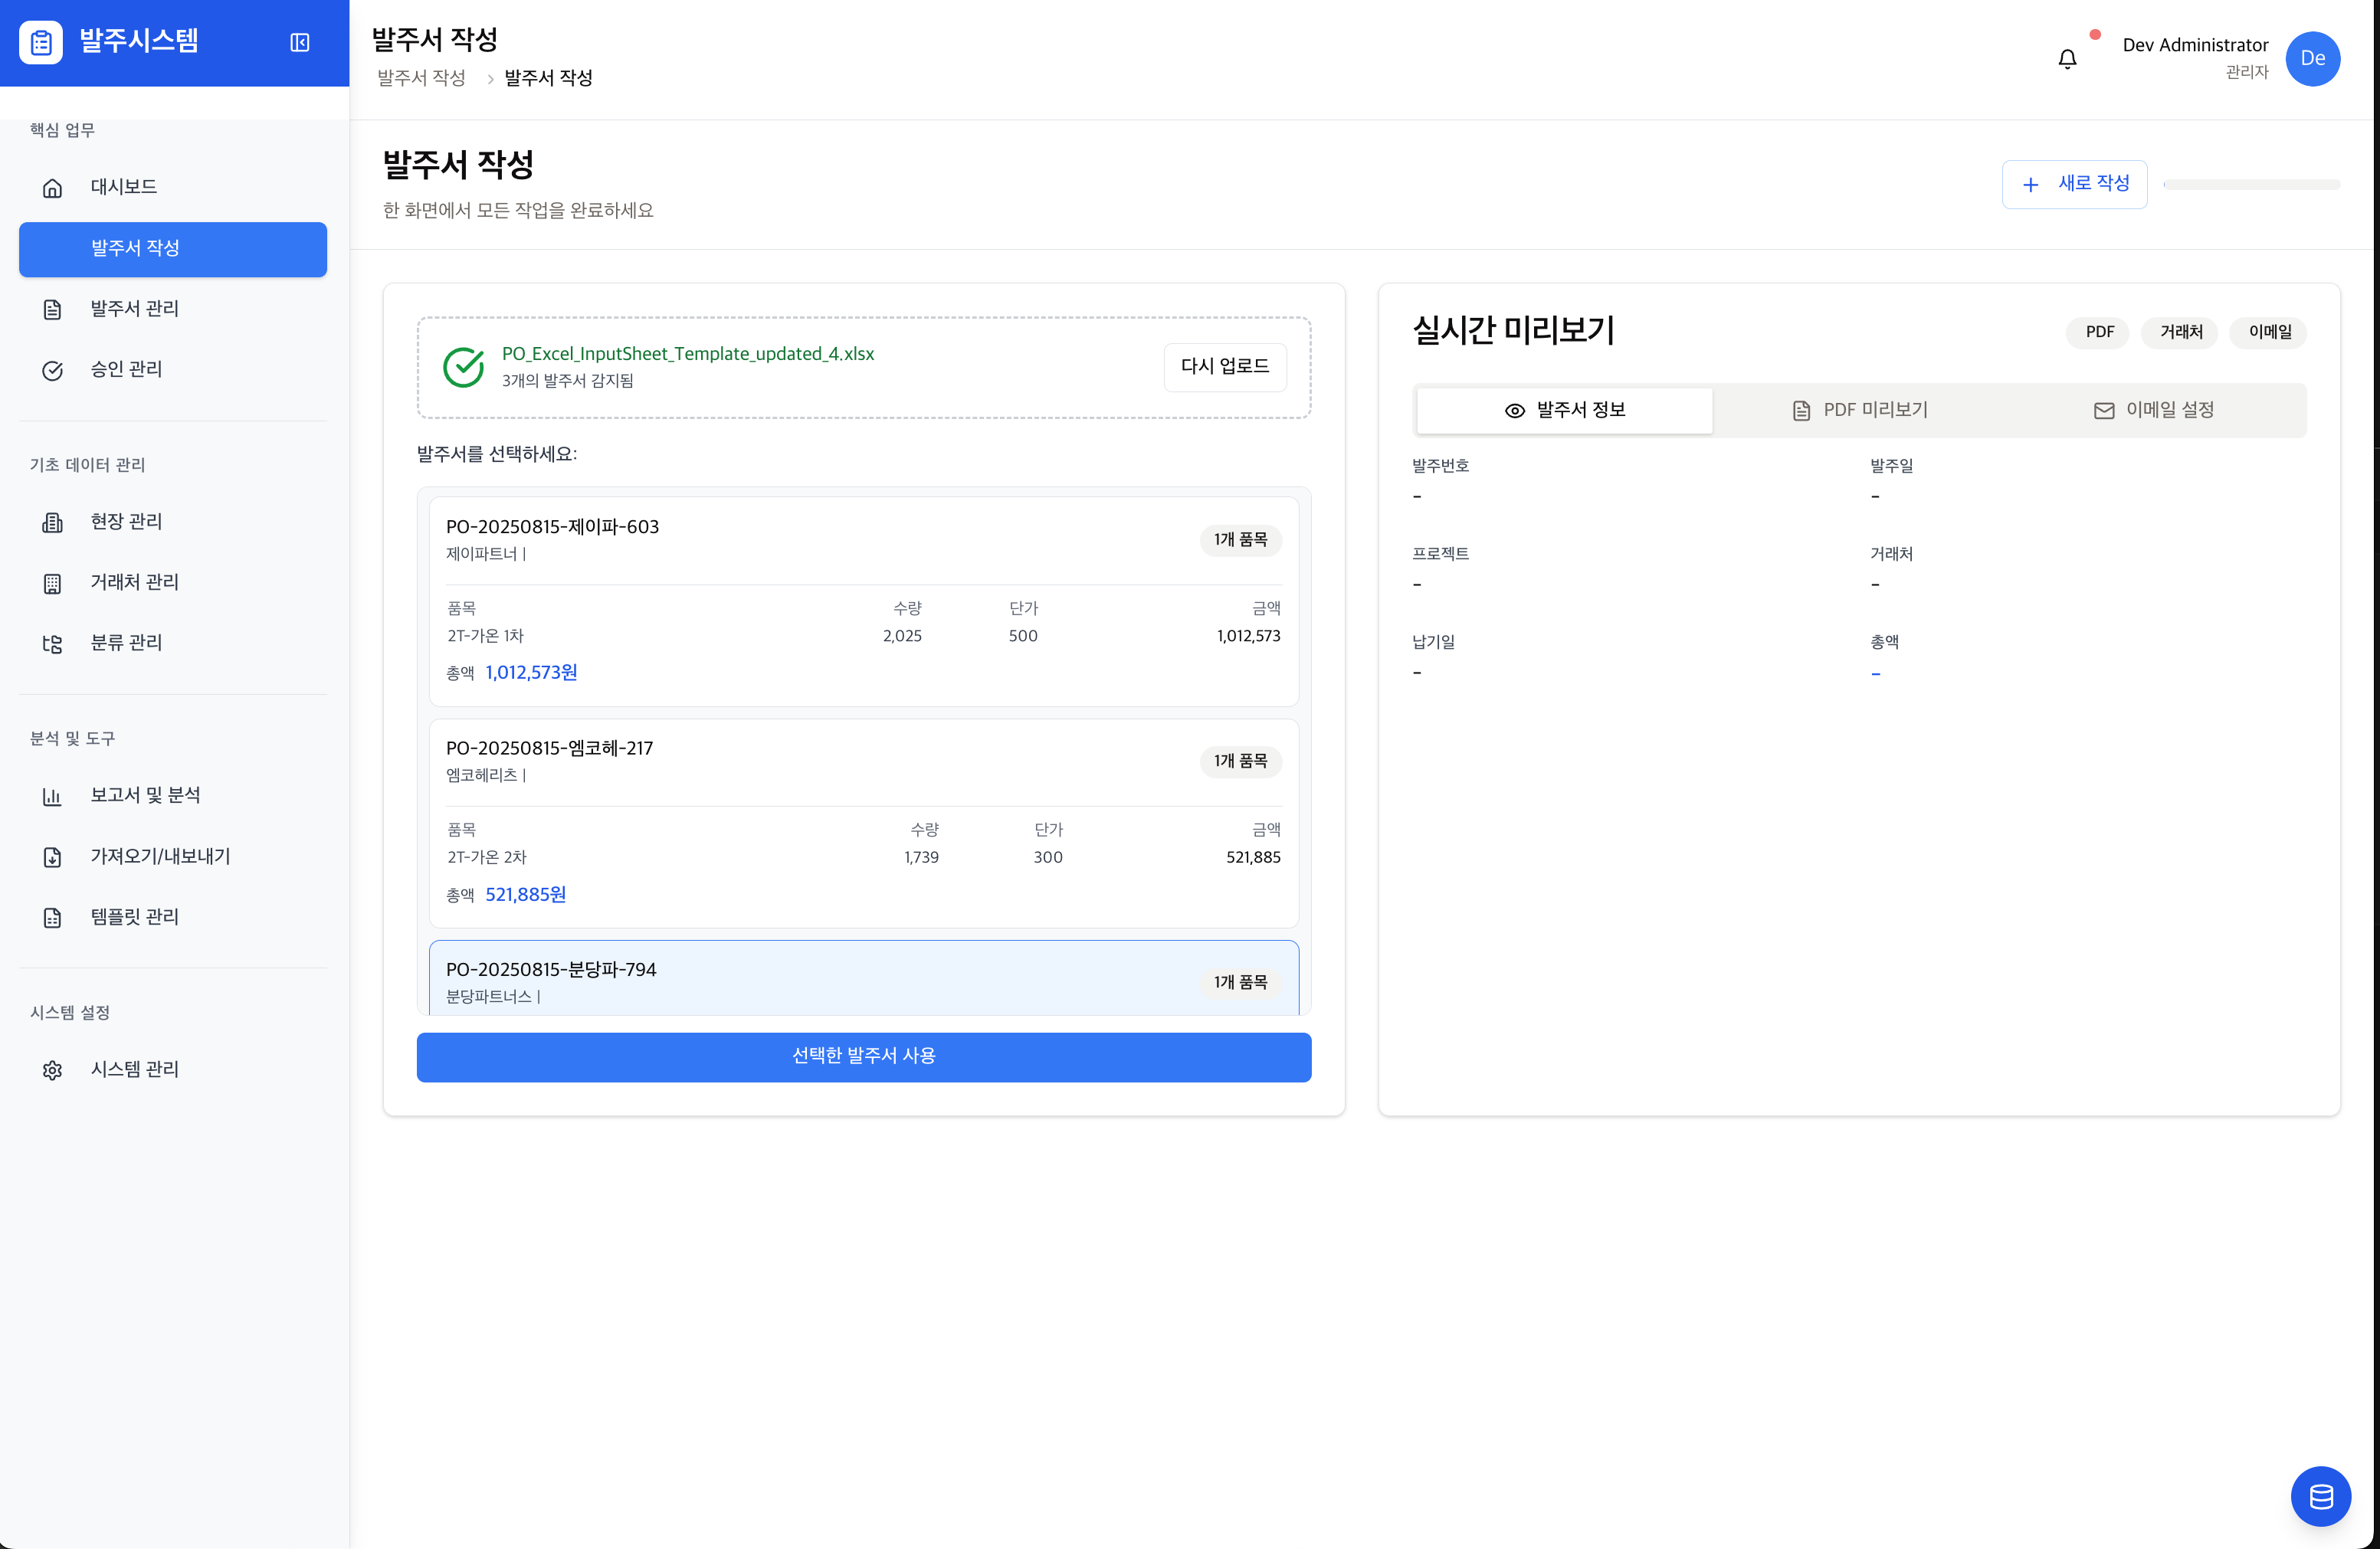 발주시스템
핵심 업무
대시보드
발주서 작성
발주서 관리
승인 관리
기초 데이터 관리
현장 관리
거래처 관리
분류 관리
분석 및 도구
보고서 및 분석
가져오기/내보내기
템플릿 관리
시스템 설정
시스템 관리
발주서 작성
발주서 작성 > 발주서 작성
Dev Administrator
관리자
De
발주서 작성
한 화면에서 모든 작업을 완료하세요
+ 새로 작성
PO_Excel_InputSheet_Template_updated_4.xlsx
3개의 발주서 감지됨
다시 업로드
발주서를 선택하세요:
PO-20250815-제이파-603
제이파트너 |
1개 품목
품목 수량 단가 금액
2T-가온 1차 2,025 500 1,012,573
총액 1,012,573원
PO-20250815-엠코헤-217
엠코헤리츠 |
1개 품목
품목 수량 단가 금액
2T-가온 2차 1,739 300 521,885
총액 521,885원
PO-20250815-분당파-794
분당파트너스 |
1개 품목
선택한 발주서 사용
실시간 미리보기
PDF 거래처 이메일
발주서 정보 PDF 미리보기 이메일 설정
발주번호 발주일
- -
프로젝트 거래처
- -
납기일 총액
- -